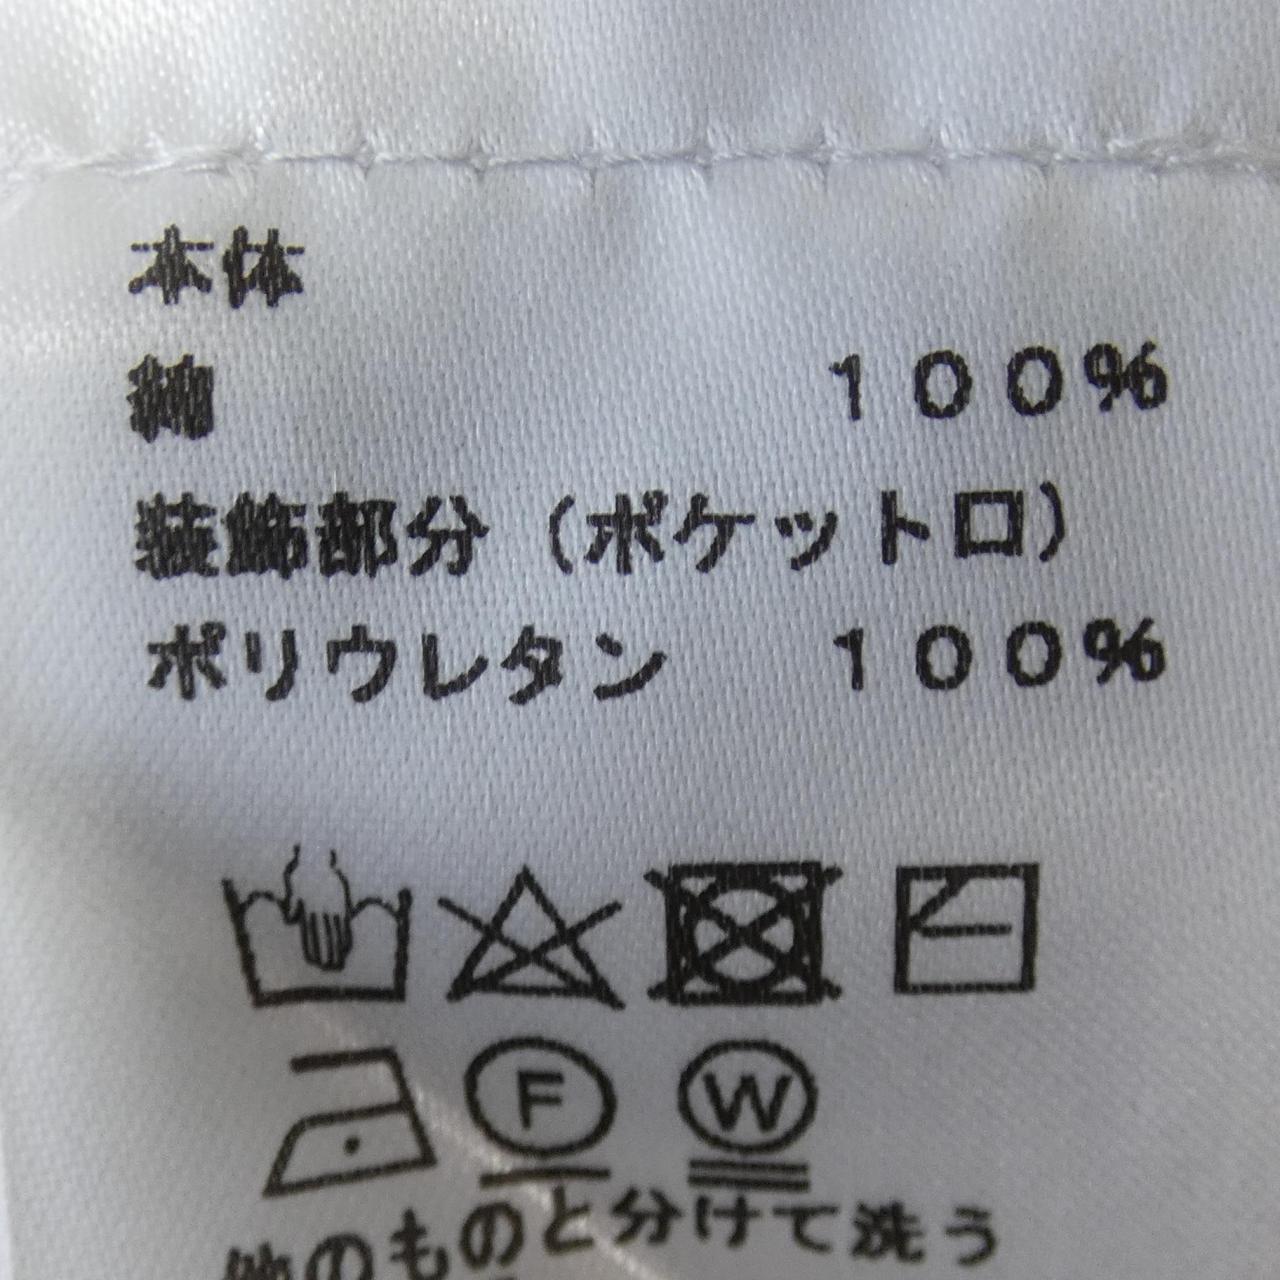 本体
綿 １００％
装飾部分（ポケット口）
ポリウレタン １００％
F W
他のものと分けて洗う